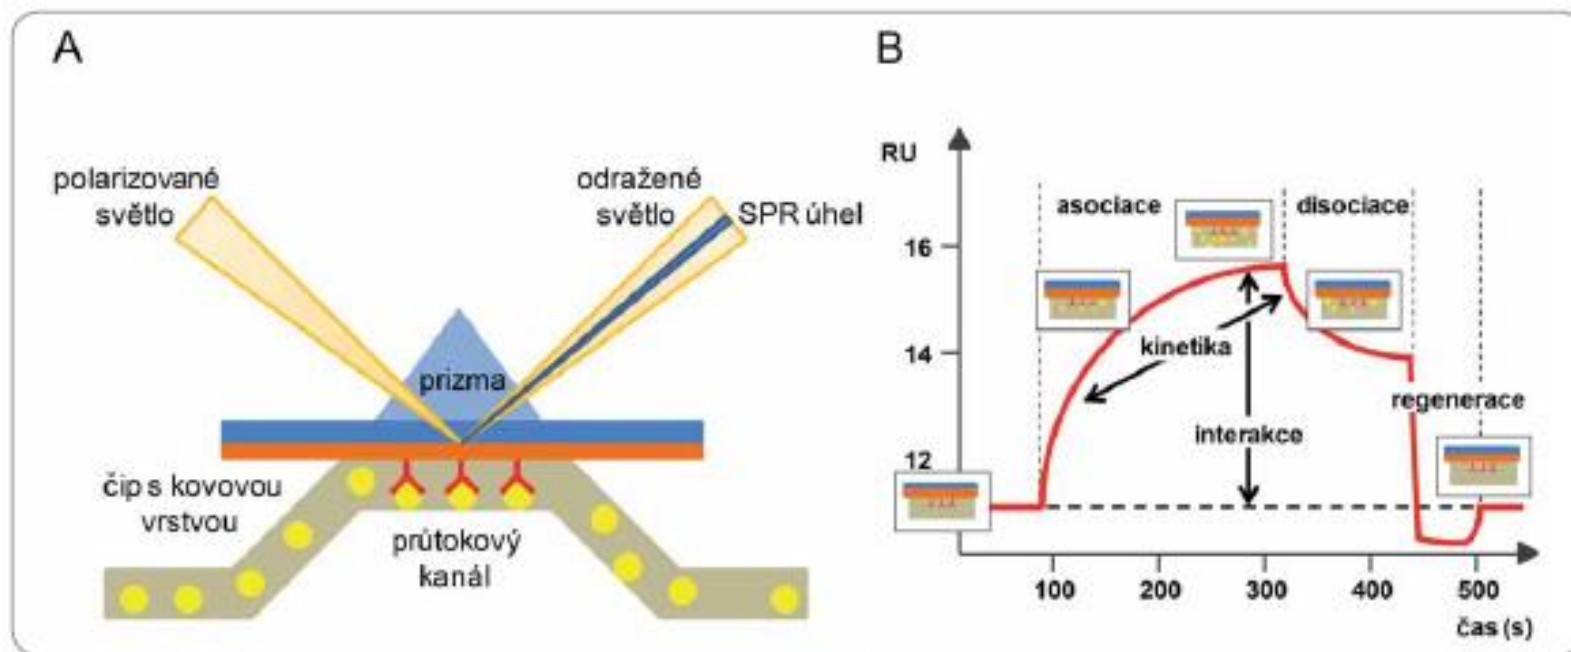 A
polarizované
světlo
odražené
světlo
SPR úhel
prizma
čip s kovovou
vrstvou
průtokový
kanál
B
RU
asociace
disociace
16
14
kinetika
regenerace
interakce
12
100
200
300
400
500
čas (s)